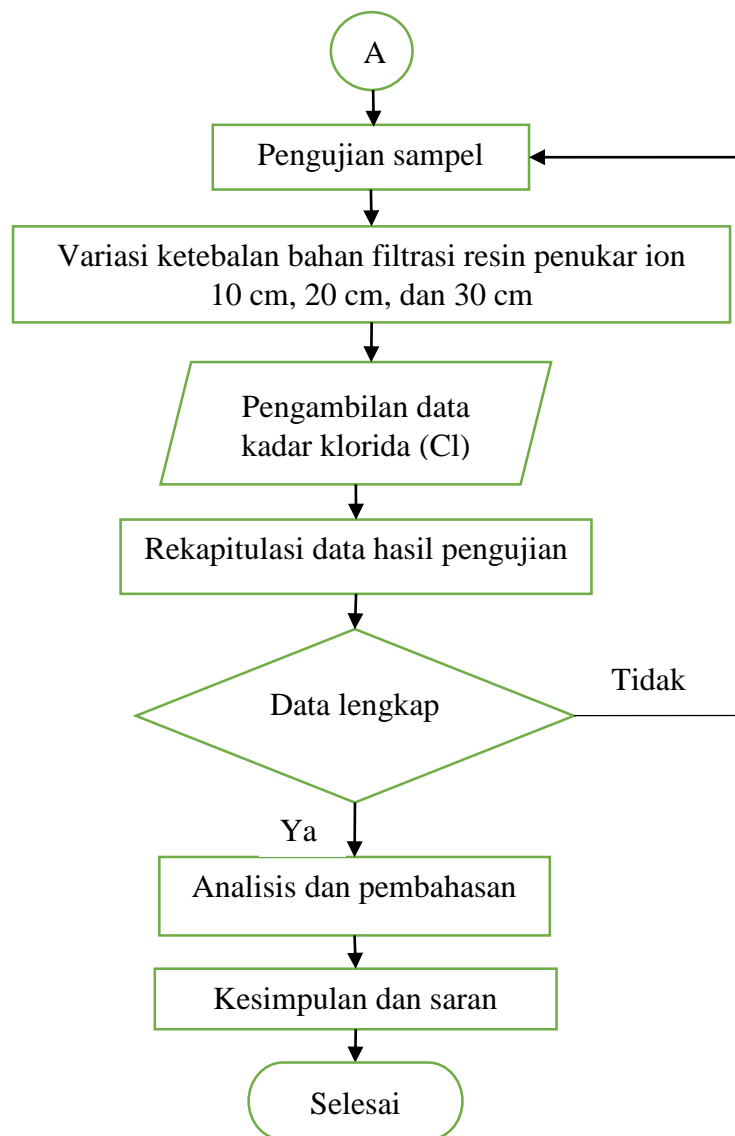 A
Pengujian sampel
Variasi ketebalan bahan filtrasi resin penukar ion
10 cm, 20 cm, dan 30 cm
Pengambilan data
kadar klorida (Cl)
Rekapitulasi data hasil pengujian
Data lengkap
Tidak
Ya
Analisis dan pembahasan
Kesimpulan dan saran
Selesai